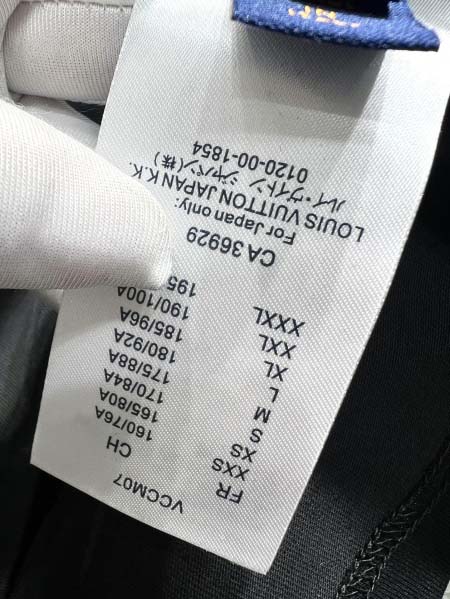 VCCM07
FR CH
XXS 160/76A
XS 165/80A
S 170/84A
M 175/88A
L 180/92A
XL 185/96A
XXL 190/100A
XXXL 195
CA 36929
For Japan only:
LOUIS VUITTON JAPAN K.K.
ルイ・ヴィトン ジャパン(株)
0120-00-1854